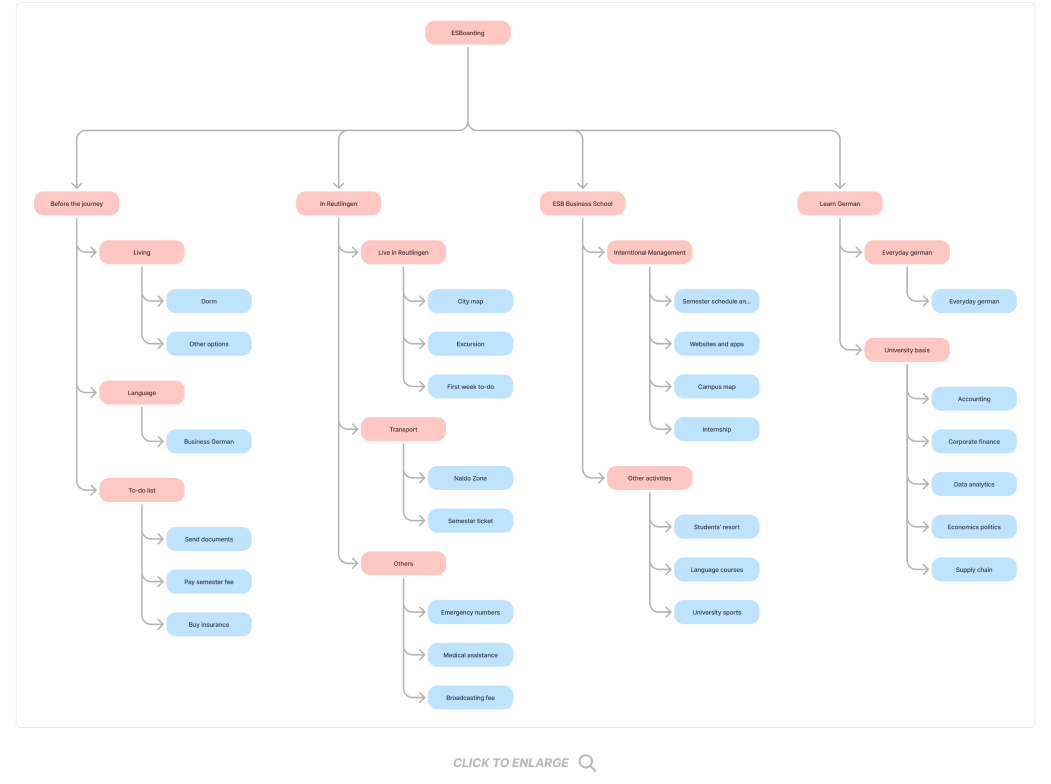 ESBoarding
Before the journey
Living
Dorm
Other options
Language
Business German
To-do list
Send documents
Pay semester fee
Buy insurance
In Reutlingen
Live in Reutlingen
City map
Excursion
First week to-do
Transport
Naldo Zone
Semester ticket
Others
Emergency numbers
Medical assistance
Broadcasting fee
ESB Business School
Interntional Management
Semester schedule an...
Websites and apps
Campus map
Internship
Other activities
Students' resort
Language courses
University sports
Learn German
Everyday german
Everyday german
University basis
Accounting
Corporate finance
Data analytics
Economics politics
Supply chain
CLICK TO ENLARGE